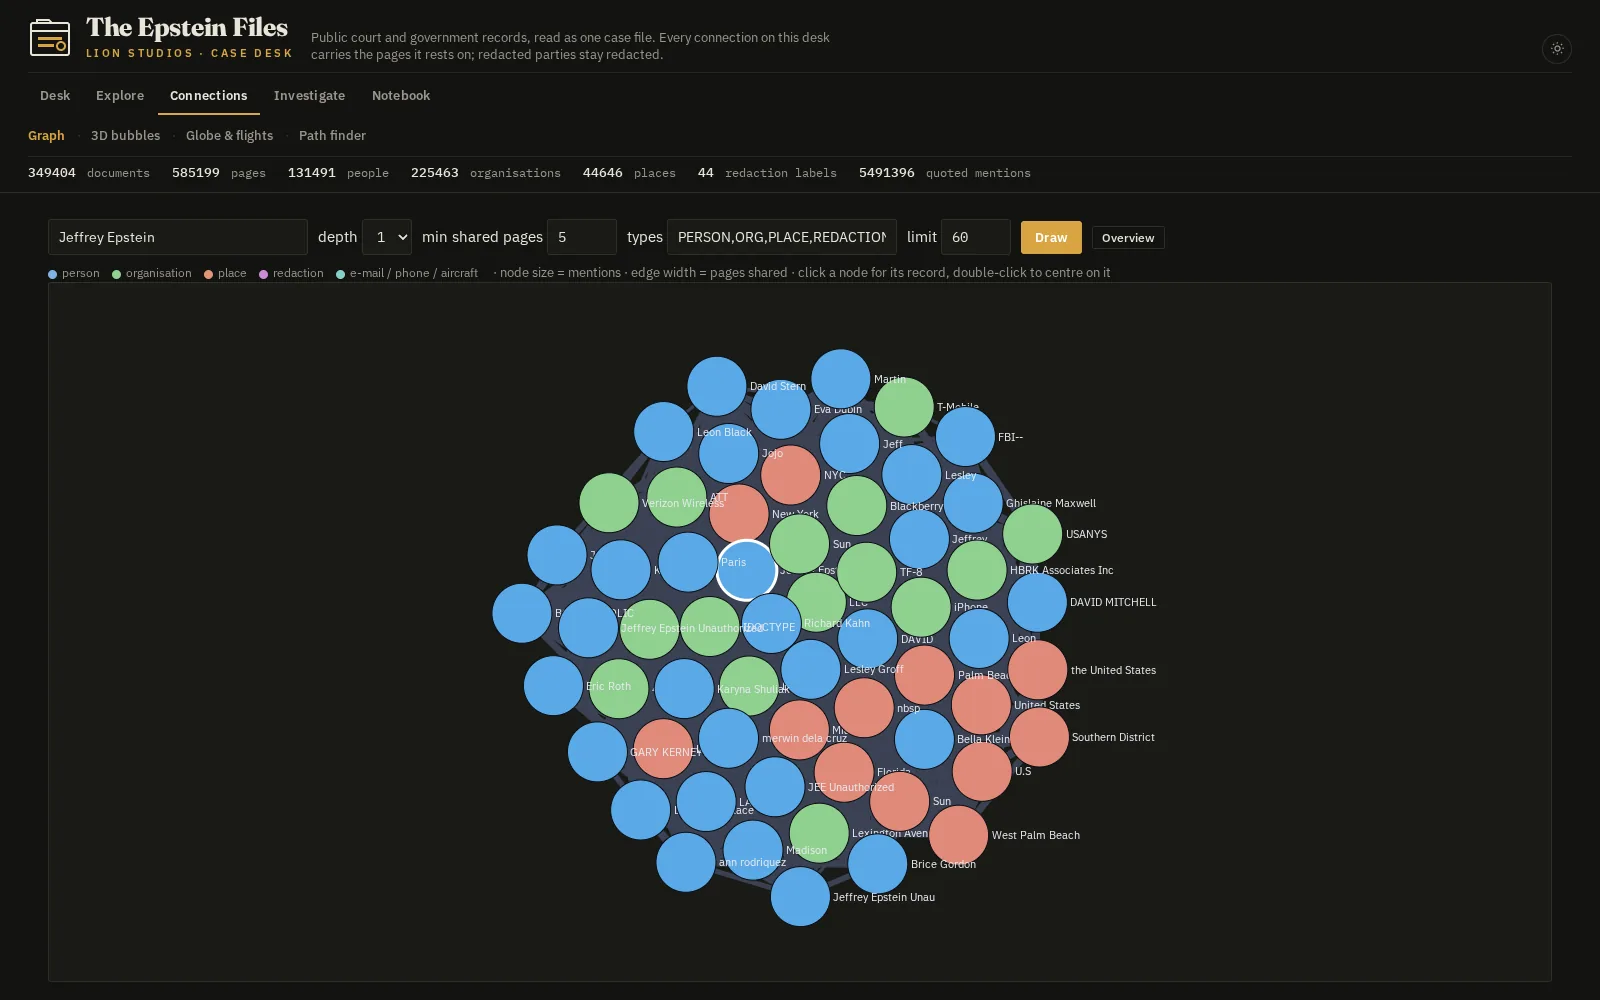 The Epstein Files
LION STUDIOS · CASE DESK
Public court and government records, read as one case file. Every connection on this desk
carries the pages it rests on; redacted parties stay redacted.
Desk Explore Connections Investigate Notebook
Graph · 3D bubbles · Globe & flights · Path finder
349404 documents 585199 pages 131491 people 225463 organisations 44646 places 44 redaction labels 5491396 quoted mentions
Jeffrey Epstein depth 1 min shared pages 5 types PERSON,ORG,PLACE,REDACTION limit 60 Draw Overview
person organisation place redaction e-mail / phone / aircraft · node size = mentions · edge width = pages shared · click a node for its record, double-click to centre on it
Martin
David Stern
T-Mobile
Eva Dubin
Leon Black
FBI--
Jeff
Jojo
NYC
Lesley
ATT
Verizon Wireless
Ghislaine Maxwell
Blackberry
New York
USANYS
Jeffrey
Sun
Paris
HBRK Associates Inc
TF-8
LLC
DAVID MITCHELL
iPhone
Richard Kahn
Jeffrey Epstein Unauthorized
!DOCTYPE
DAVID
Leon
Lesley Groff
the United States
Palm Beac
Eric Roth
Karyna Shuliak
United States
nbsp
merwin dela cruz
Bella Klein
Southern District
GARY KERNEY
Florida
U.S
JEE Unauthorized
Sun
Lexington Aven
West Palm Beach
Madison
ann rodriquez
Brice Gordon
Jeffrey Epstein Unau